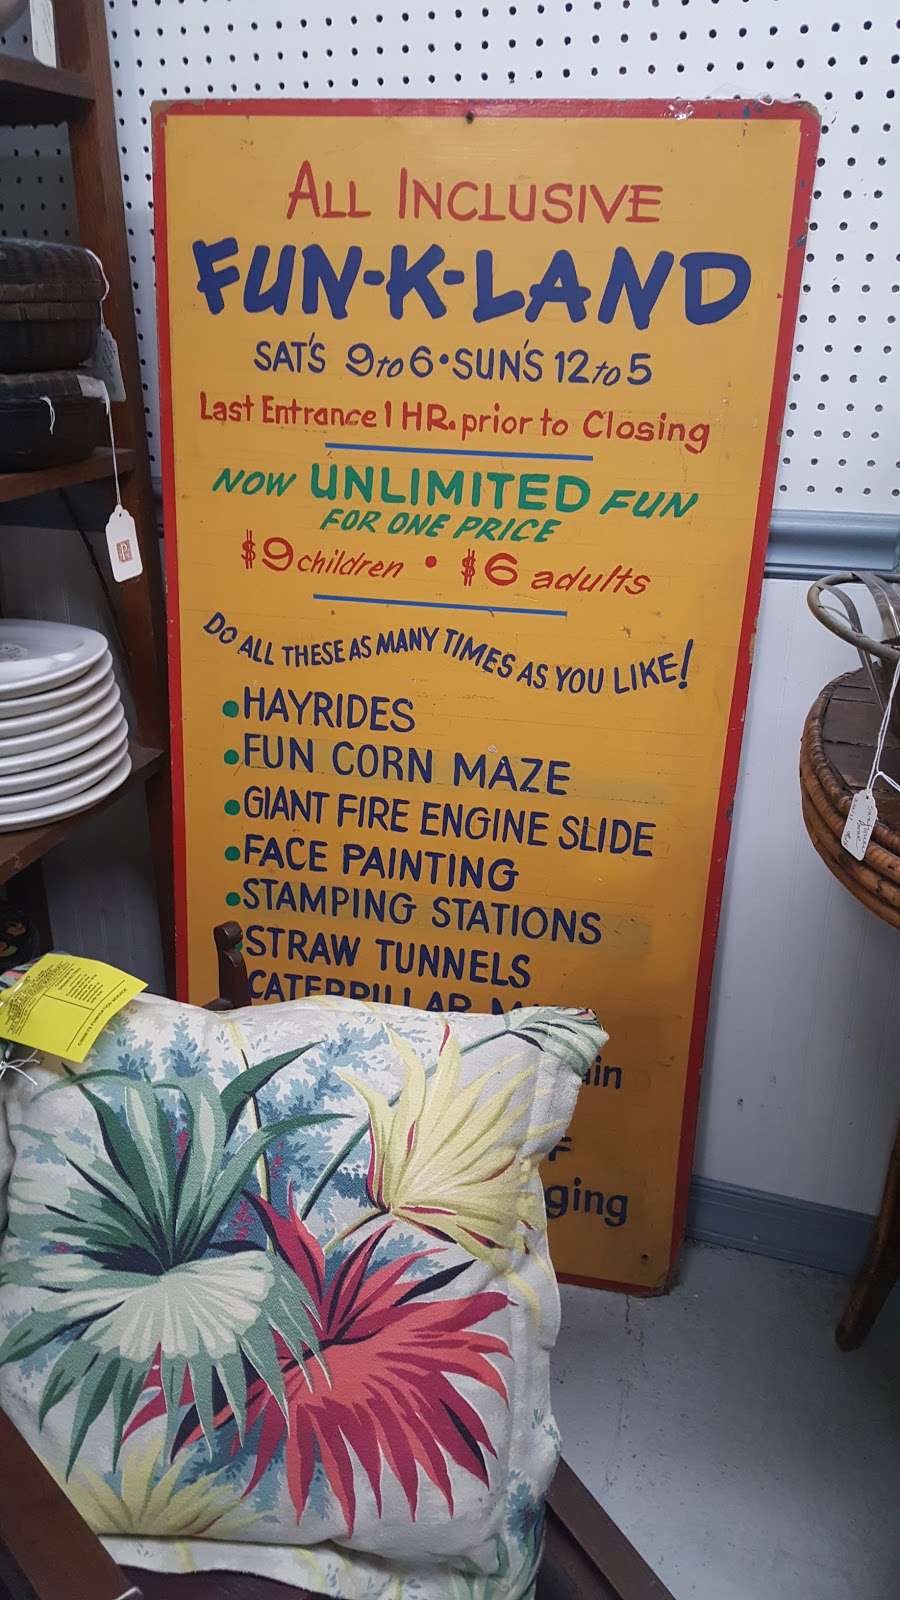 ALL INCLUSIVE
FUN-K-LAND
SAT'S 9 to 6 • SUN'S 12 to 5
Last Entrance 1 HR. prior to Closing
NOW UNLIMITED FUN
FOR ONE PRICE
$9 children • $6 adults
DO ALL THESE AS MANY TIMES AS YOU LIKE!
• HAYRIDES
• FUN CORN MAZE
• GIANT FIRE ENGINE SLIDE
• FACE PAINTING
• STAMPING STATIONS
• STRAW TUNNELS
CATERPILLAR